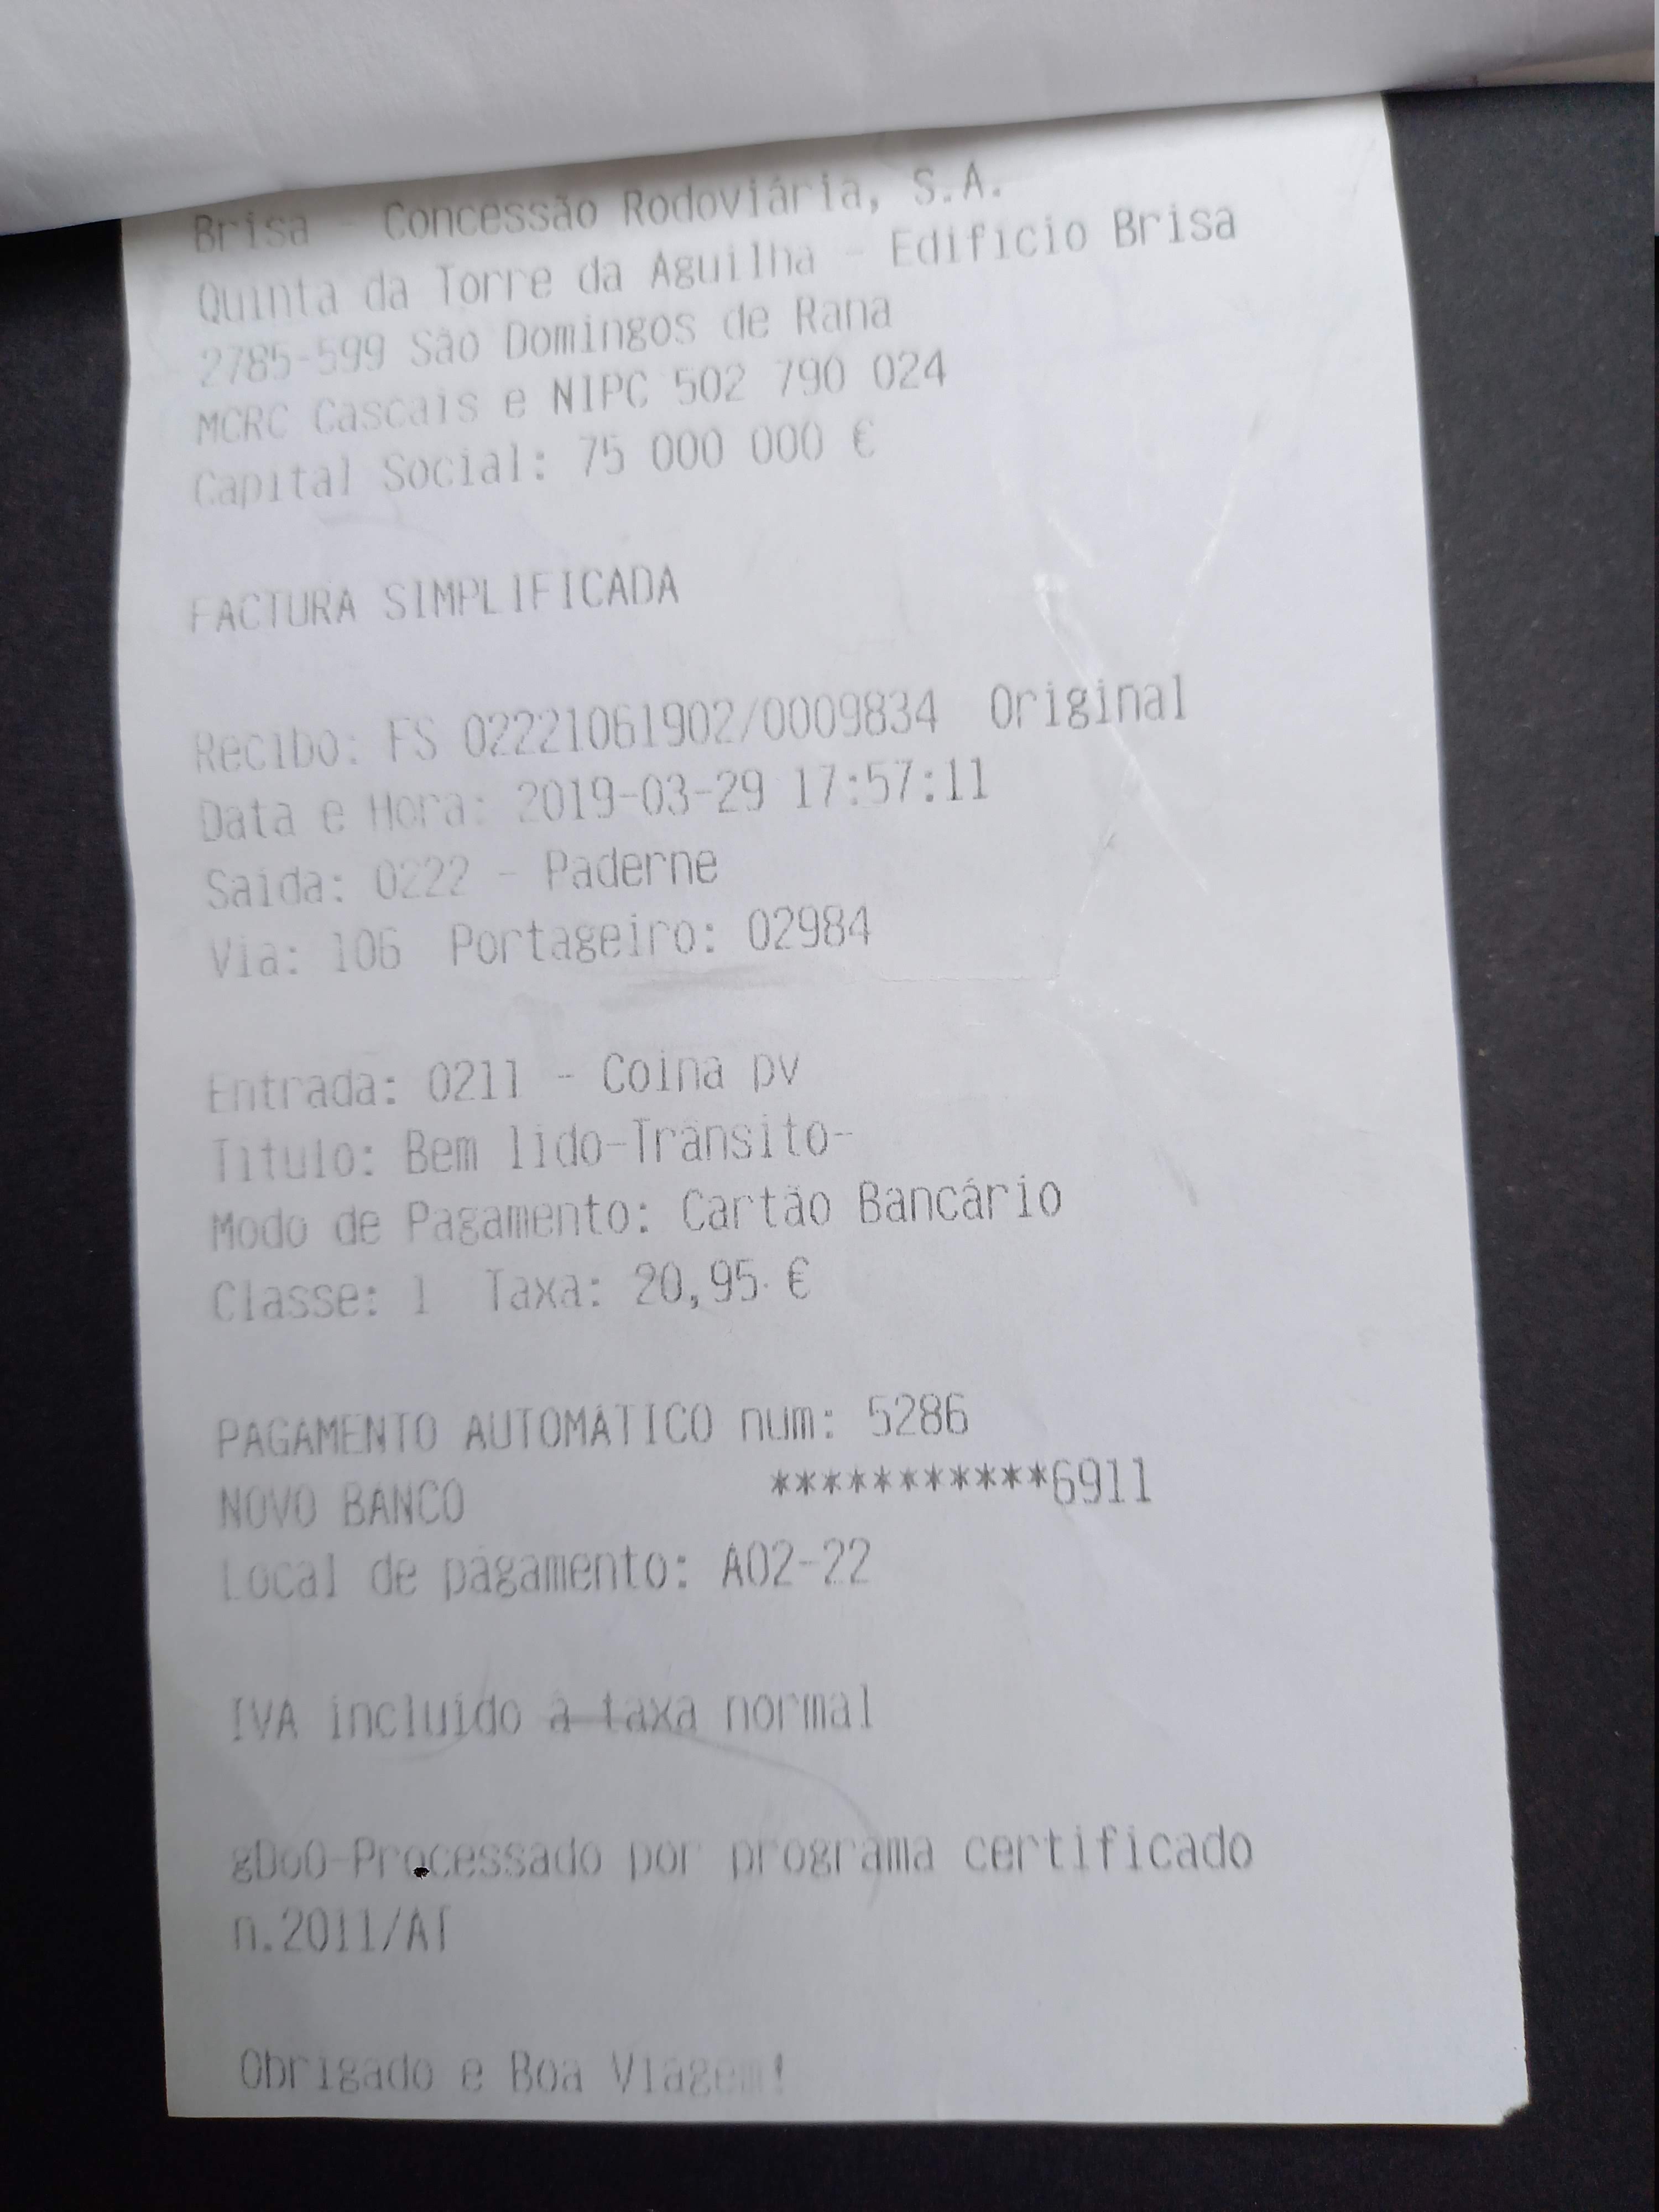 Brisa - Concessão Rodoviária, S.A.
Quinta da Torre da Aguilha - Edifício Brisa
2785-599 São Domingos de Rana
MCRC Cascais e NIPC 502 790 024
Capital Social: 75 000 000 €
FACTURA SIMPLIFICADA
Recibo: FS 02221061902/0009834 Original
Data e Hora: 2019-03-29 17:57:11
Saída: 0222 - Paderne
Via: 106 Portageiro: 02984
Entrada: 0211 - Coina pv
Título: Bem lido-Trânsito-
Modo de Pagamento: Cartão Bancário
Classe: 1 Taxa: 20,95 €
PAGAMENTO AUTOMÁTICO num: 5286
NOVO BANCO ***********6911
Local de pagamento: A02-22
IVA incluído à taxa normal
gDoO-Processado por programa certificado
n.2011/AT
Obrigado e Boa Viagem!